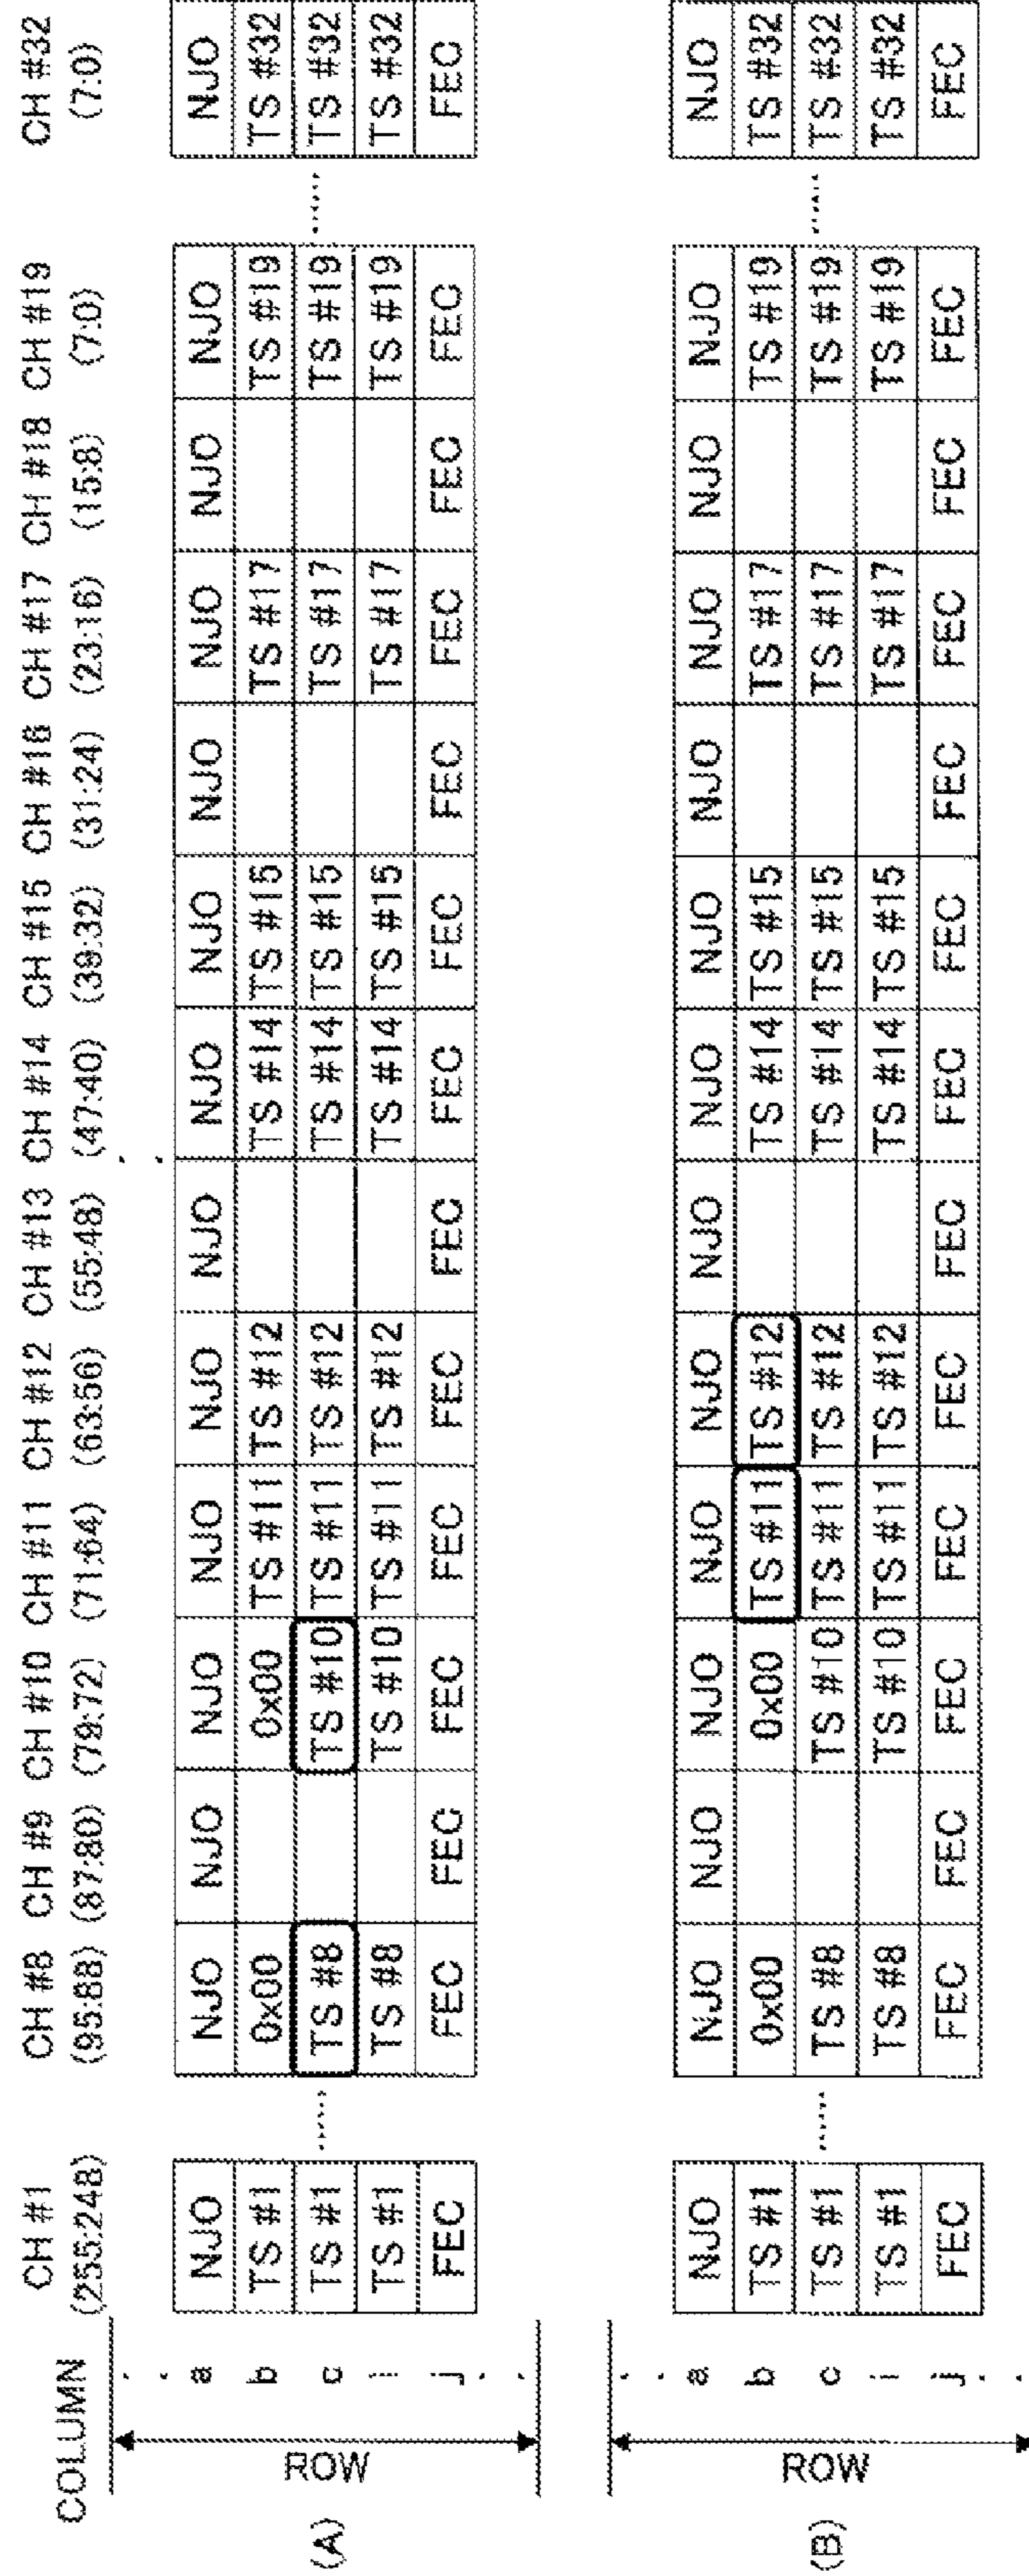 COLUMN CH #1 CH #8 CH #9 CH #10 CH #11 CH #12 CH #13 CH #14 CH #15 CH #16 CH #17 CH #18 CH #19 CH #32
(255:248) (95:88) (87:80) (79:72) (71:64) (63:56) (55:48) (47:40) (39:32) (31:24) (23:16) (15:8) (7:0) (7:0)
(A)
ROW
a NJO NJO NJO NJO NJO NJO NJO NJO NJO NJO NJO NJO NJO NJO
b TS #1 0x00 0x00 TS #11 TS #12 TS #14 TS #15 TS #17 TS #19 TS #32
c TS #1 ...... TS #8 TS #10 TS #11 TS #12 TS #14 TS #15 TS #17 TS #19 ...... TS #32
i TS #1 TS #8 TS #10 TS #11 TS #12 TS #14 TS #15 TS #17 TS #19 TS #32
j FEC FEC FEC FEC FEC FEC FEC FEC FEC FEC FEC FEC FEC FEC
(B)
ROW
a NJO NJO NJO NJO NJO NJO NJO NJO NJO NJO NJO NJO NJO NJO
b TS #1 0x00 0x00 TS #11 TS #12 TS #14 TS #15 TS #17 TS #19 TS #32
c TS #1 ...... TS #8 TS #10 TS #11 TS #12 TS #14 TS #15 TS #17 TS #19 ...... TS #32
i TS #1 TS #8 TS #10 TS #11 TS #12 TS #14 TS #15 TS #17 TS #19 TS #32
j FEC FEC FEC FEC FEC FEC FEC FEC FEC FEC FEC FEC FEC FEC